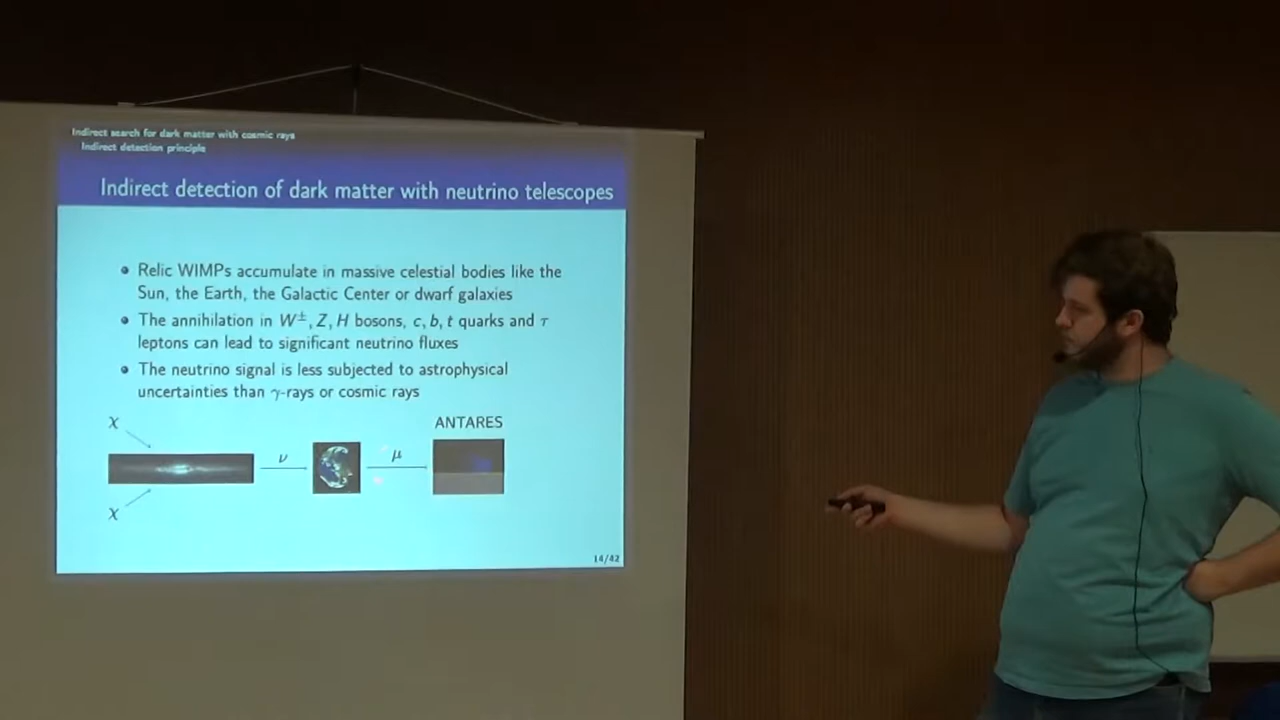 Indirect search for dark matter with cosmic rays
Indirect detection principle
Indirect detection of dark matter with neutrino telescopes
• Relic WIMPs accumulate in massive celestial bodies like the
Sun, the Earth, the Galactic Center or dwarf galaxies
• The annihilation in W±, Z, H bosons, c, b, t quarks and τ
leptons can lead to significant neutrino fluxes
• The neutrino signal is less subjected to astrophysical
uncertainties than γ-rays or cosmic rays
χ
ANTARES
ν
μ
χ
14/42